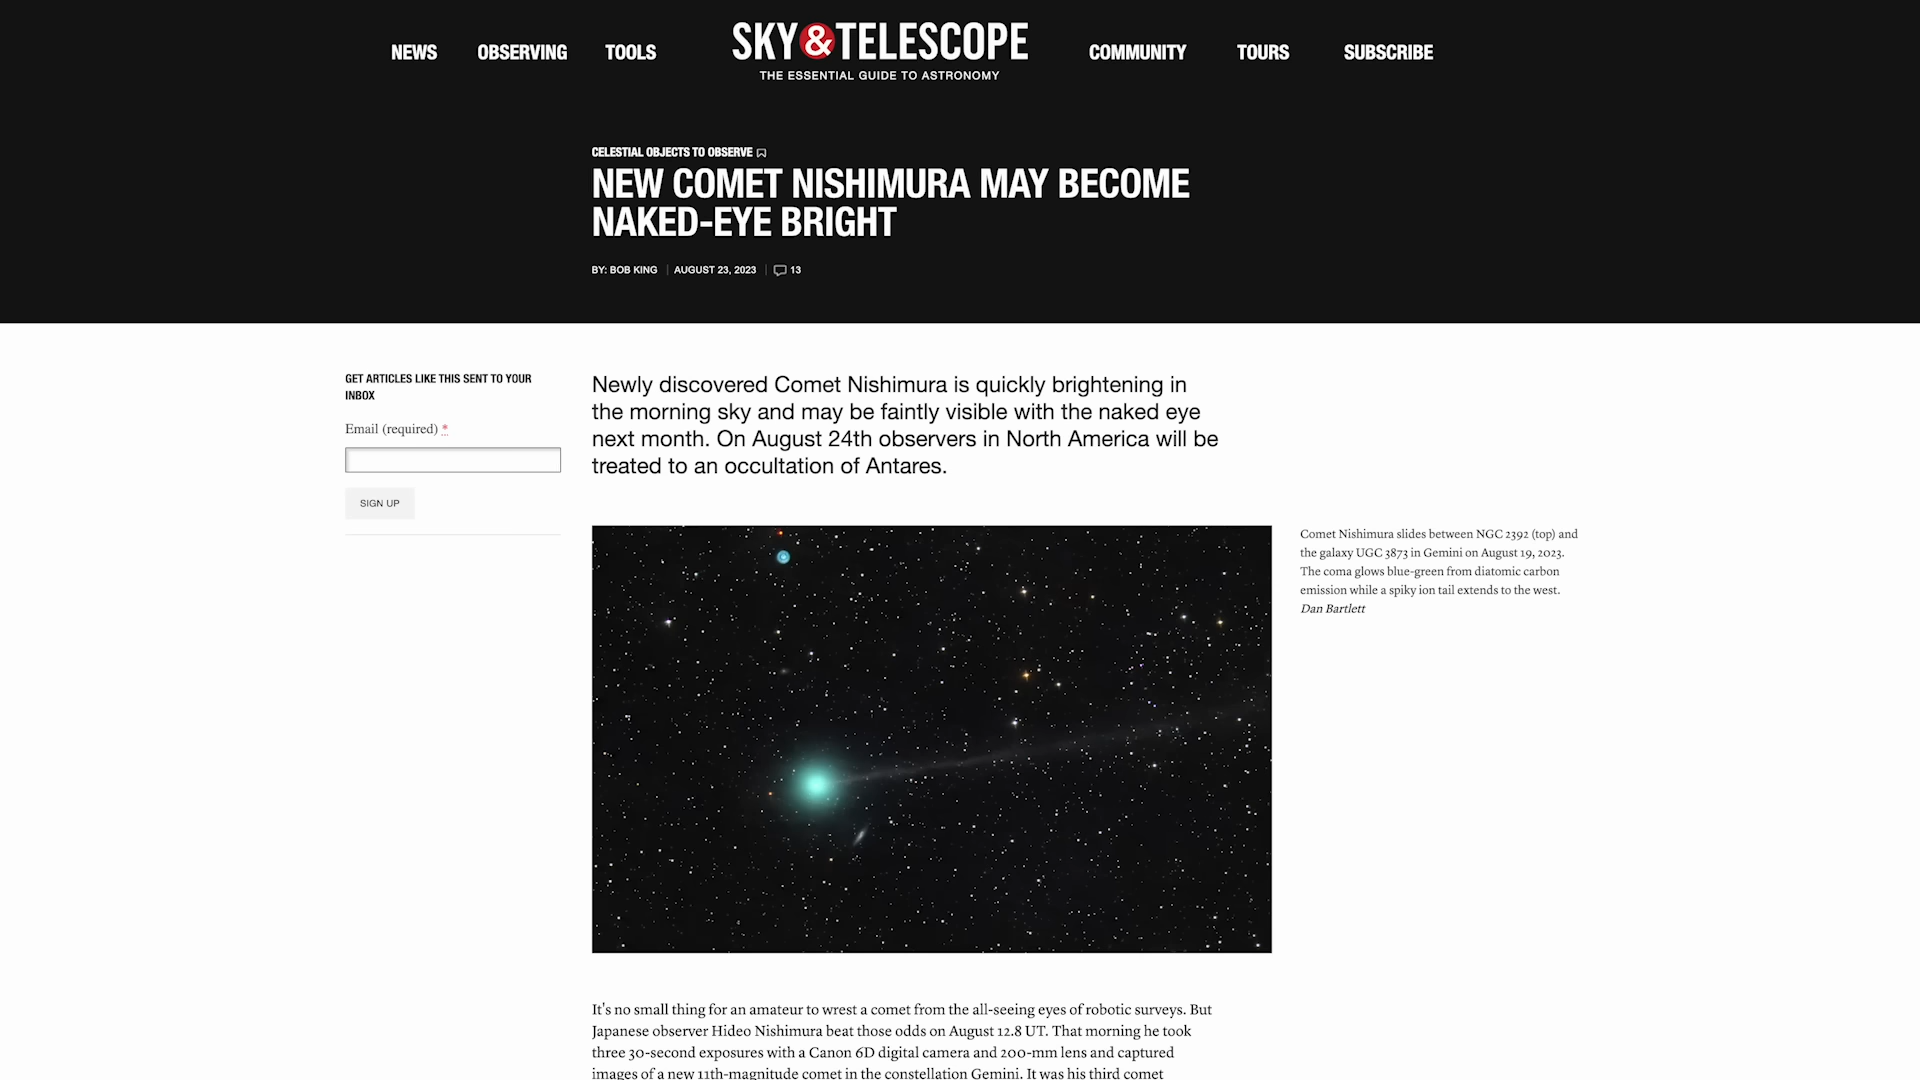 NEWS OBSERVING TOOLS SKY&TELESCOPE COMMUNITY TOURS SUBSCRIBE
THE ESSENTIAL GUIDE TO ASTRONOMY
CELESTIAL OBJECTS TO OBSERVE
NEW COMET NISHIMURA MAY BECOME
NAKED-EYE BRIGHT
BY: BOB KING | AUGUST 23, 2023 | 13
GET ARTICLES LIKE THIS SENT TO YOUR
INBOX
Email (required) *
SIGN UP
Newly discovered Comet Nishimura is quickly brightening in
the morning sky and may be faintly visible with the naked eye
next month. On August 24th observers in North America will be
treated to an occultation of Antares.
Comet Nishimura slides between NGC 2392 (top) and
the galaxy UGC 3873 in Gemini on August 19, 2023.
The coma glows blue-green from diatomic carbon
emission while a spiky ion tail extends to the west.
Dan Bartlett
It's no small thing for an amateur to wrest a comet from the all-seeing eyes of robotic surveys. But
Japanese observer Hideo Nishimura beat those odds on August 12.8 UT. That morning he took
three 30-second exposures with a Canon 6D digital camera and 200-mm lens and captured
images of a new 11th-magnitude comet in the constellation Gemini. It was his third comet